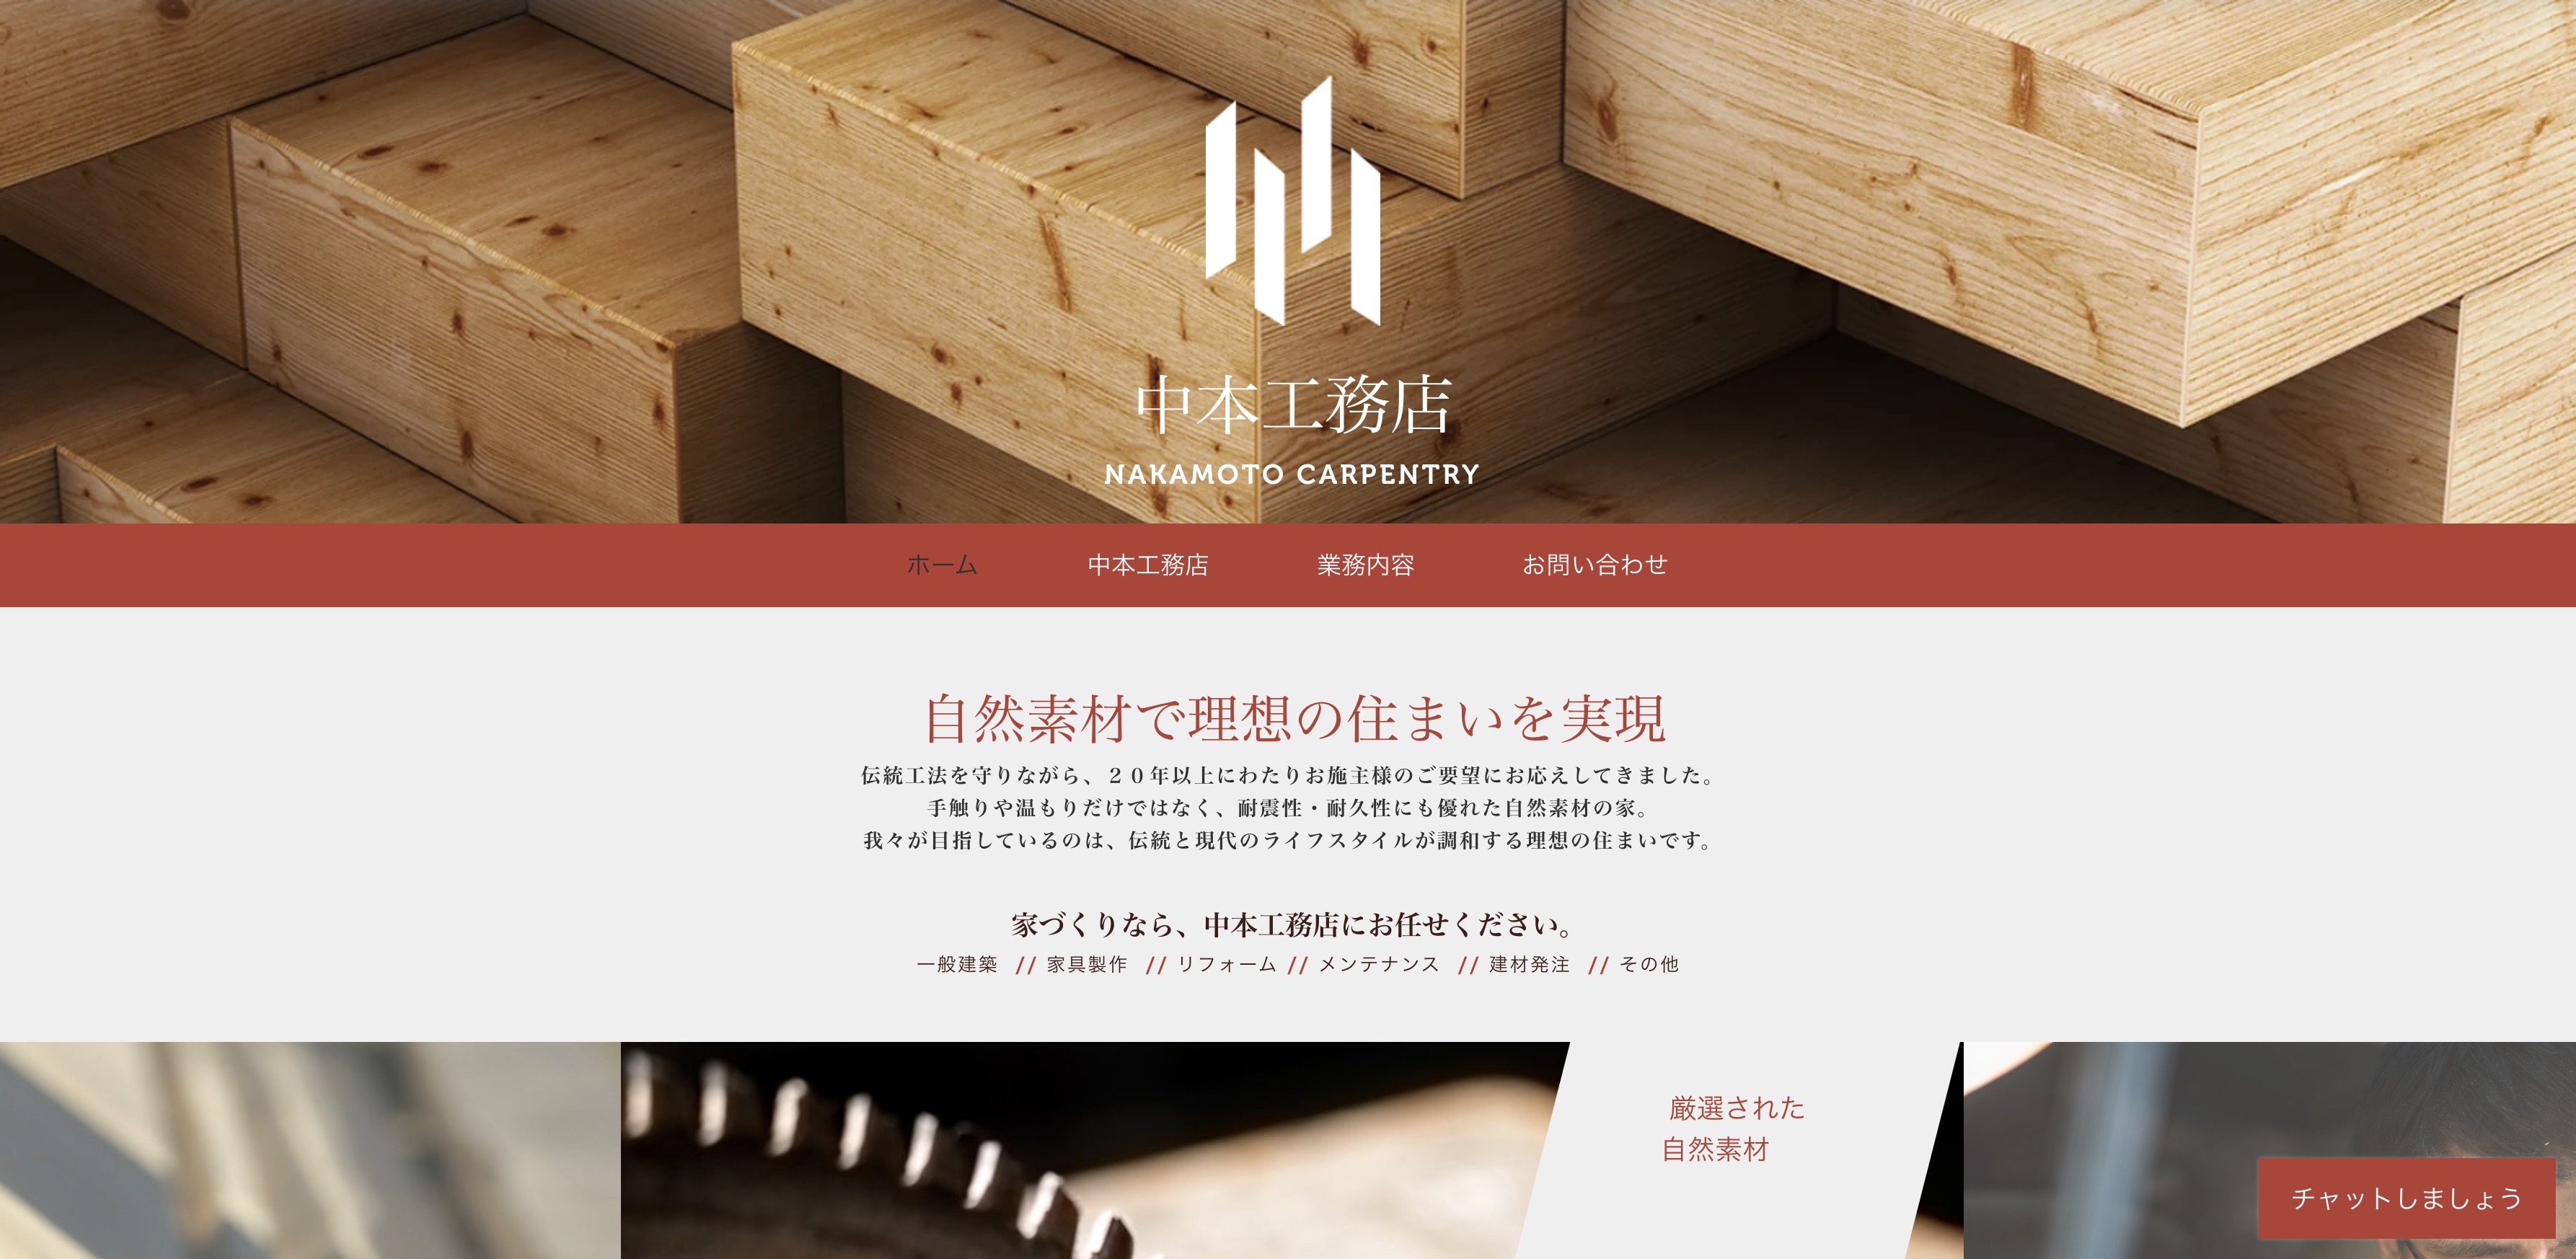 中本工務店
NAKAMOTO CARPENTRY
ホーム 中本工務店 業務内容 お問い合わせ
自然素材で理想の住まいを実現
伝統工法を守りながら、２０年以上にわたりお施主様のご要望にお応えしてきました。
手触りや温もりだけではなく、耐震性・耐久性にも優れた自然素材の家。
我々が目指しているのは、伝統と現代のライフスタイルが調和する理想の住まいです。
家づくりなら、中本工務店にお任せください。
一般建築 // 家具製作 // リフォーム // メンテナンス // 建材発注 // その他
厳選された
自然素材
チャットしましょう